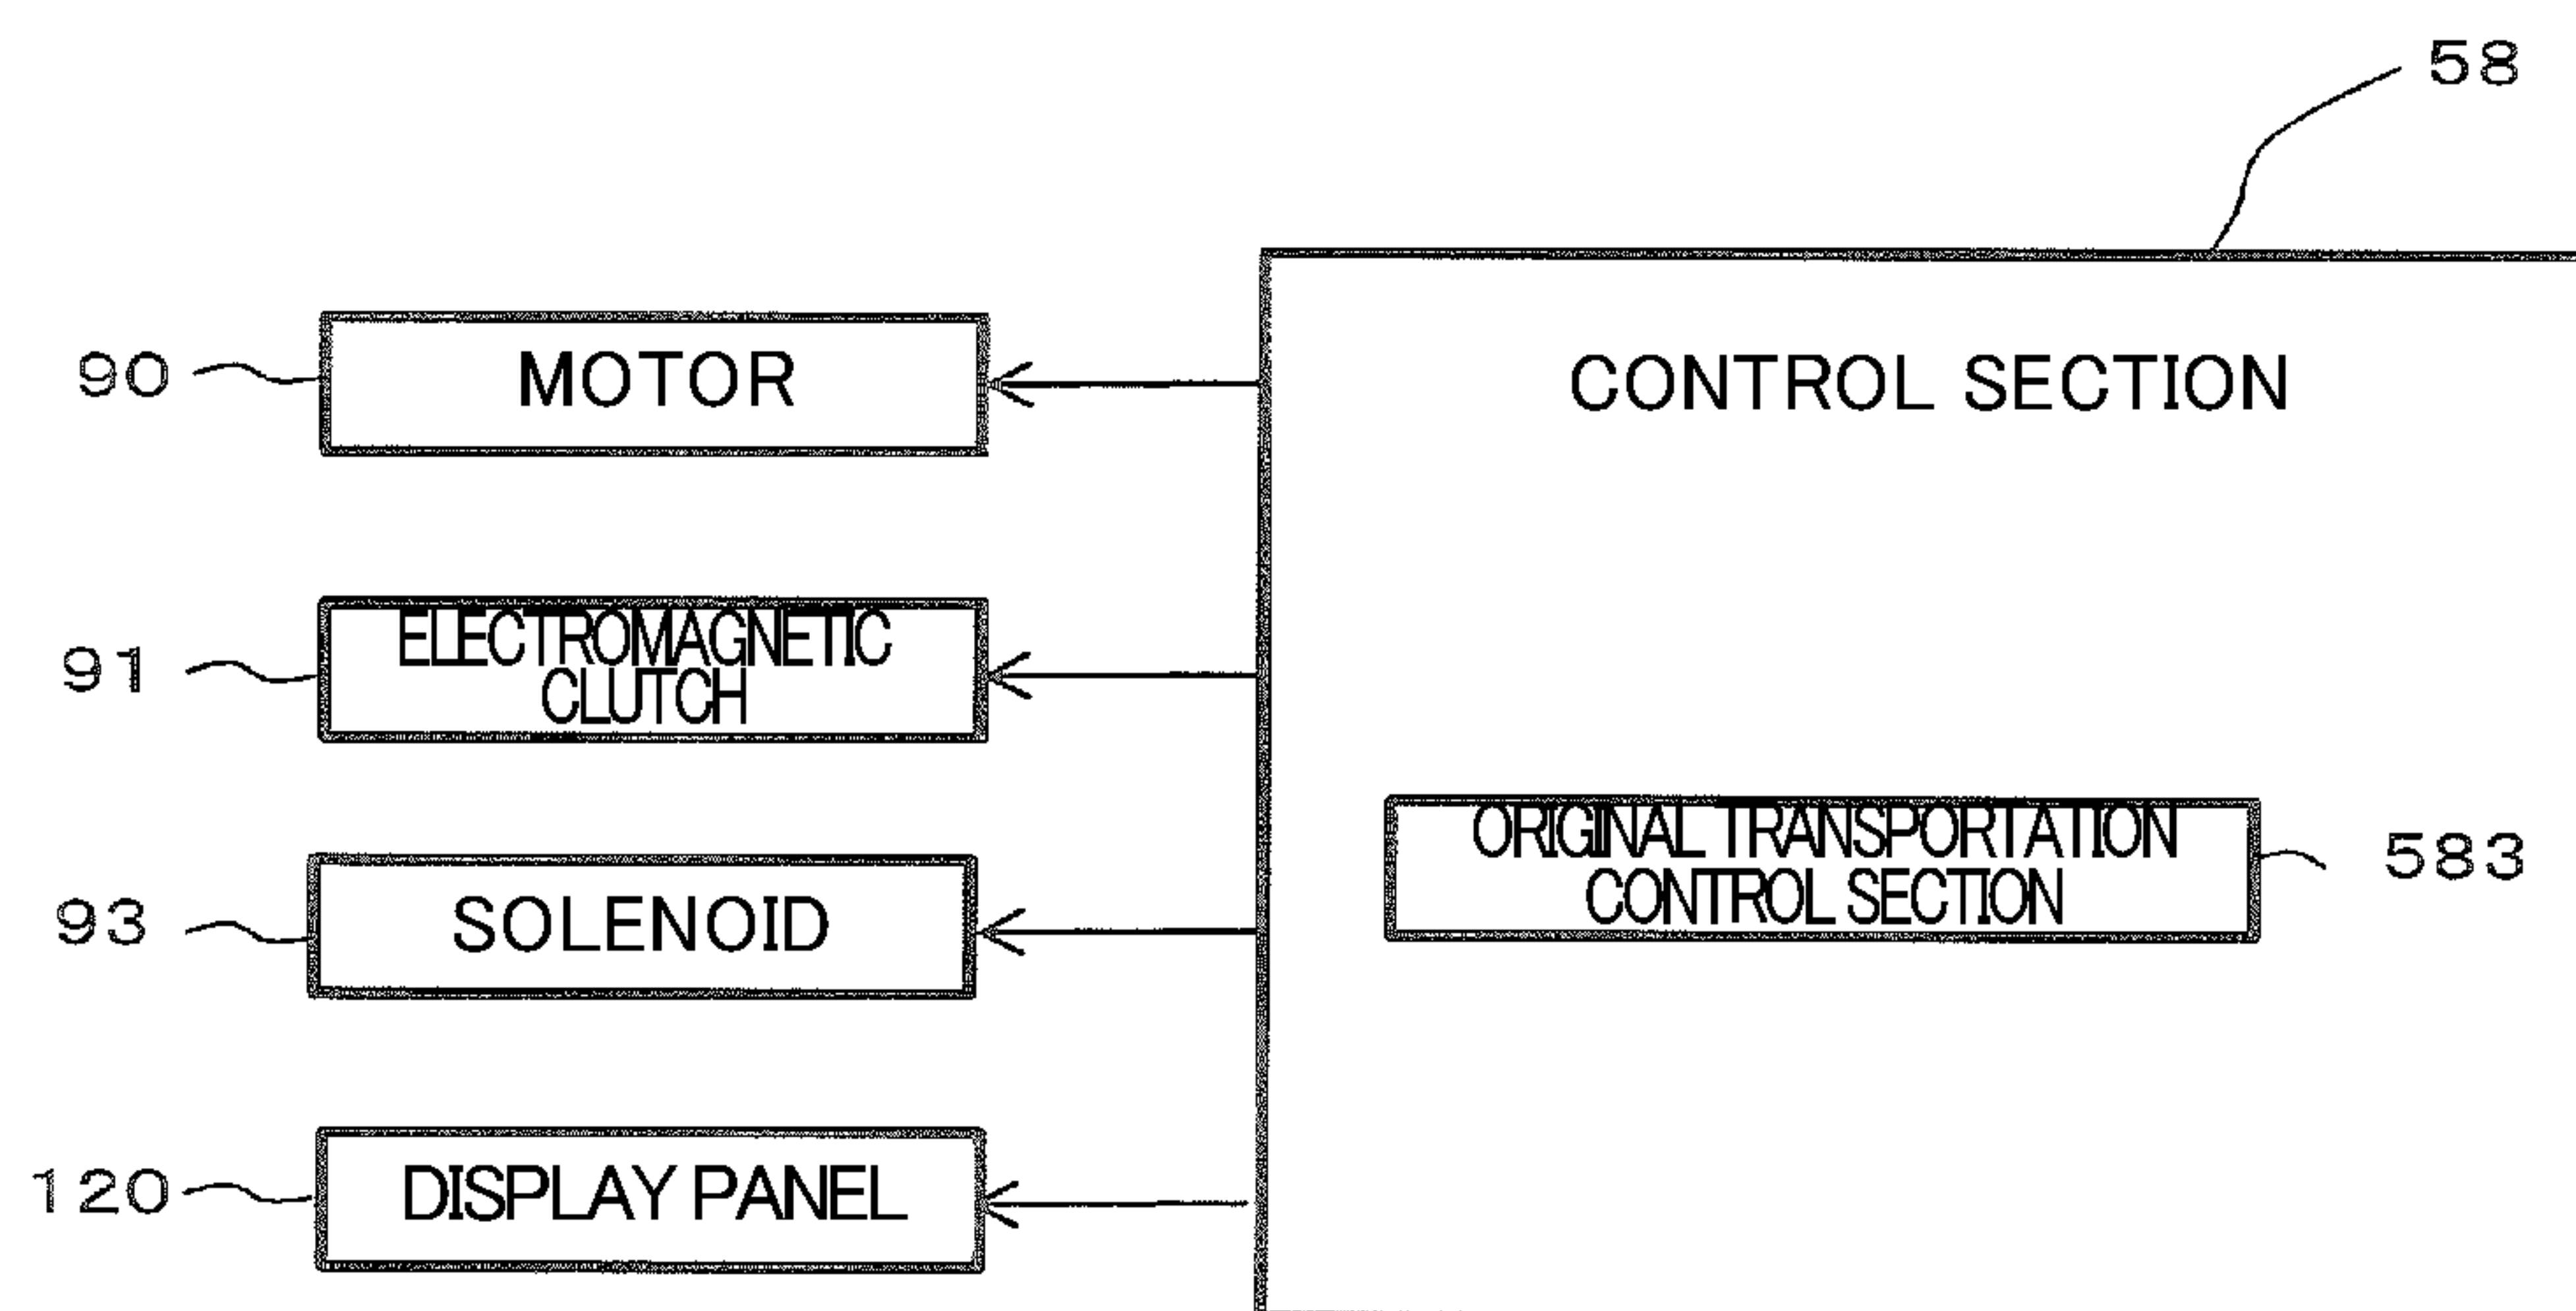 58
90 MOTOR
CONTROL SECTION
91 ELECTROMAGNETIC
CLUTCH
ORIGINAL TRANSPORTATION
CONTROL SECTION
583
93 SOLENOID
120 DISPLAY PANEL